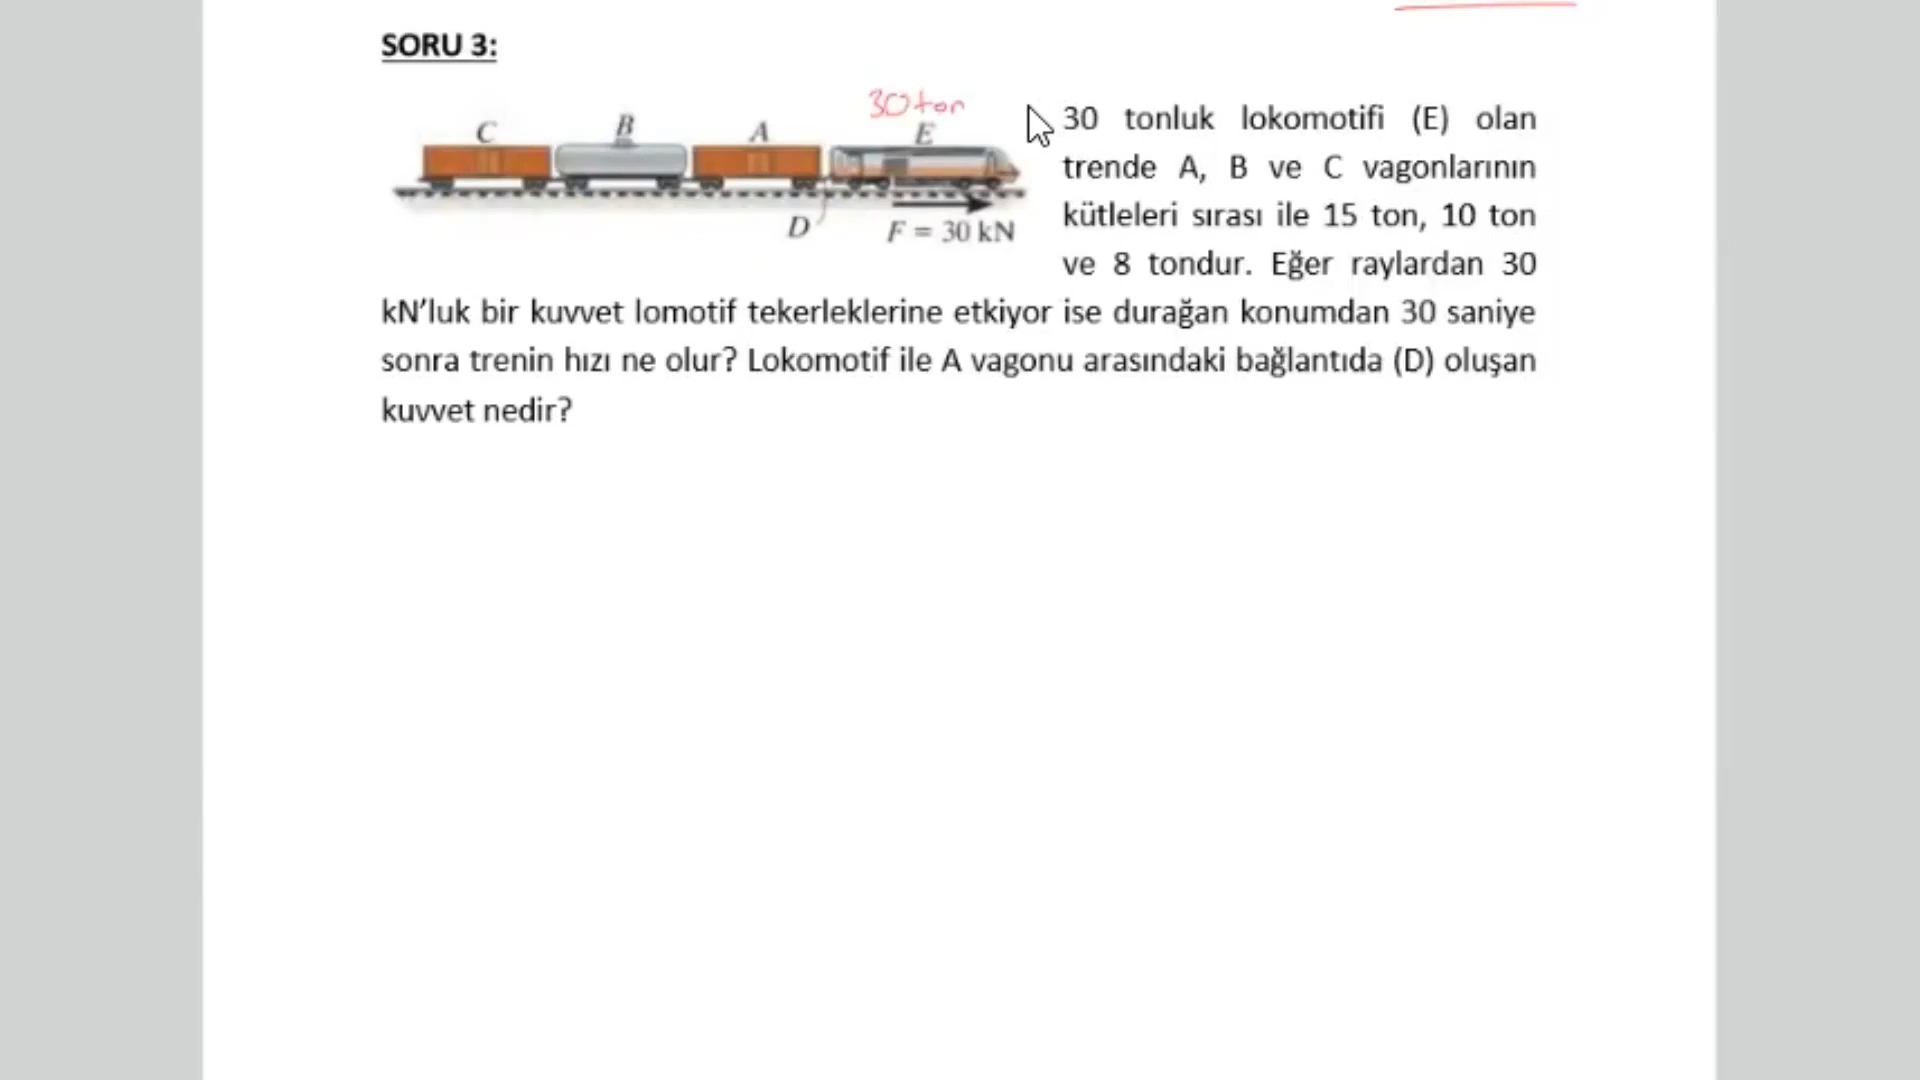 SORU 3:
30 ton
C B A E
D F = 30 kN
30 tonluk lokomotifi (E) olan
trende A, B ve C vagonlarının
kütleleri sırası ile 15 ton, 10 ton
ve 8 tondur. Eğer raylardan 30
kN'luk bir kuvvet lomotif tekerleklerine etkiyor ise durağan konumdan 30 saniye
sonra trenin hızı ne olur? Lokomotif ile A vagonu arasındaki bağlantıda (D) oluşan
kuvvet nedir?